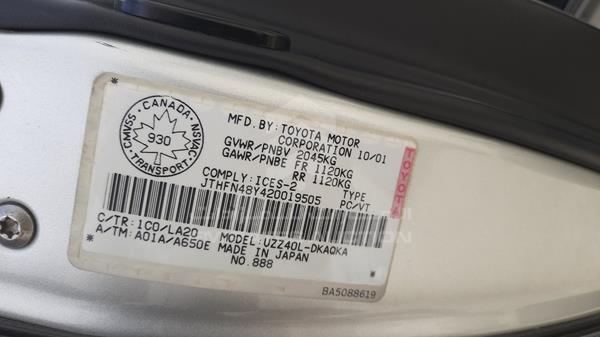 CANADA
CMVSS NSVAC
930
TRANSPORT
MFD. BY: TOYOTA MOTOR
CORPORATION 10/01
GVWR/PNBV 2045KG
GAWR/PNBE FR 1120KG
RR 1120KG
COMPLY: ICES-2 TYPE
JTHFN48Y420019505 PC/VT
TOYOTA
C/TR: 1C0/LA20 MODEL: UZZ40L-DKAQKA
A/TM: A01A/A650E MADE IN JAPAN
NO. 888
BA5088619